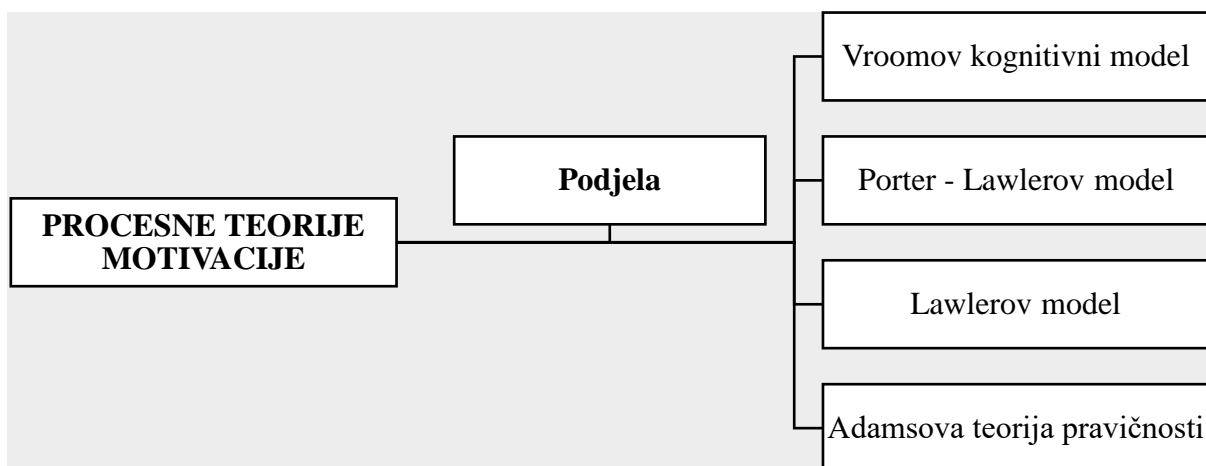 PROCESNE TEORIJE
MOTIVACIJE
Podjela
Vroomov kognitivni model
Porter - Lawlerov model
Lawlerov model
Adamsova teorija pravičnosti